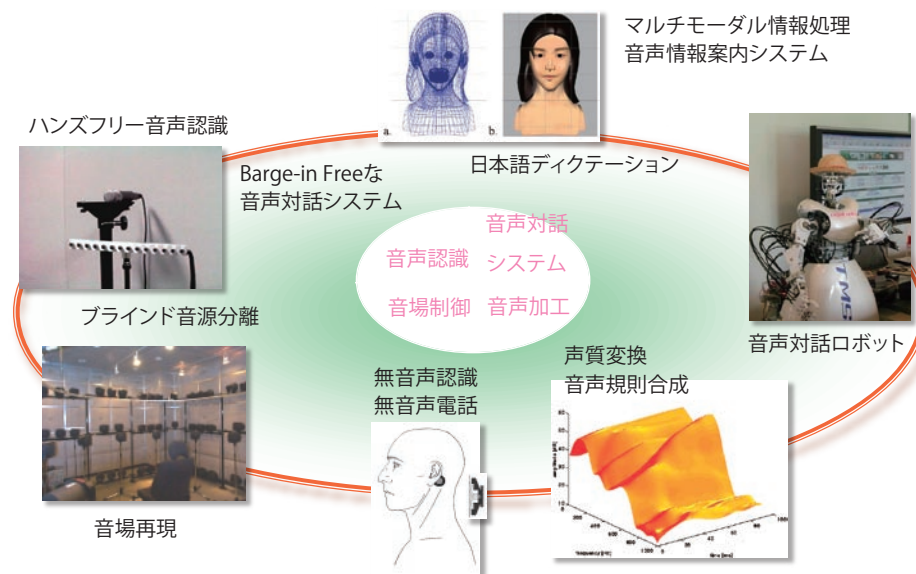 マルチモーダル情報処理
音声情報案内システム
a.
b.
ハンズフリー音声認識
日本語ディクテーション
Barge-in Freeな
音声対話システム
音声対話
音声認識
システム
音場制御
音声加工
TMS
ブラインド音源分離
音声対話ロボット
声質変換
音声規則合成
無音声認識
無音声電話
音場再現